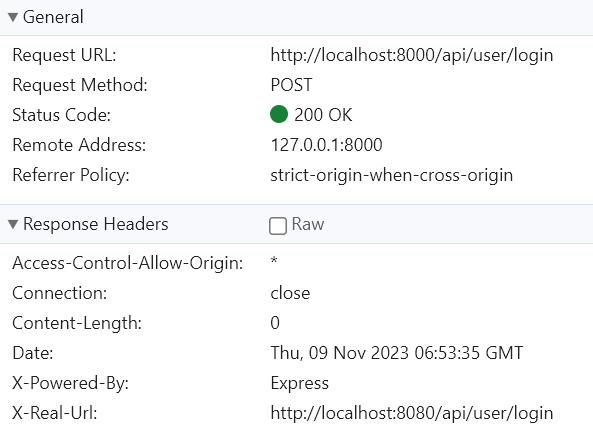 General
Request URL: http://localhost:8000/api/user/login
Request Method: POST
Status Code: 200 OK
Remote Address: 127.0.0.1:8000
Referrer Policy: strict-origin-when-cross-origin
Response Headers Raw
Access-Control-Allow-Origin: *
Connection: close
Content-Length: 0
Date: Thu, 09 Nov 2023 06:53:35 GMT
X-Powered-By: Express
X-Real-Url: http://localhost:8080/api/user/login